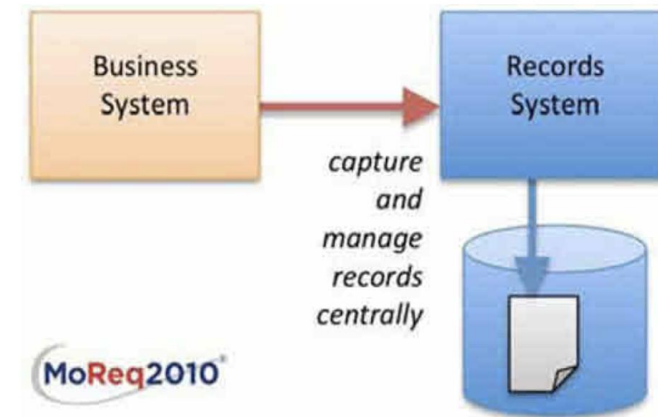 Business
System
Records
System
capture
and
manage
records
centrally
MoReq2010®